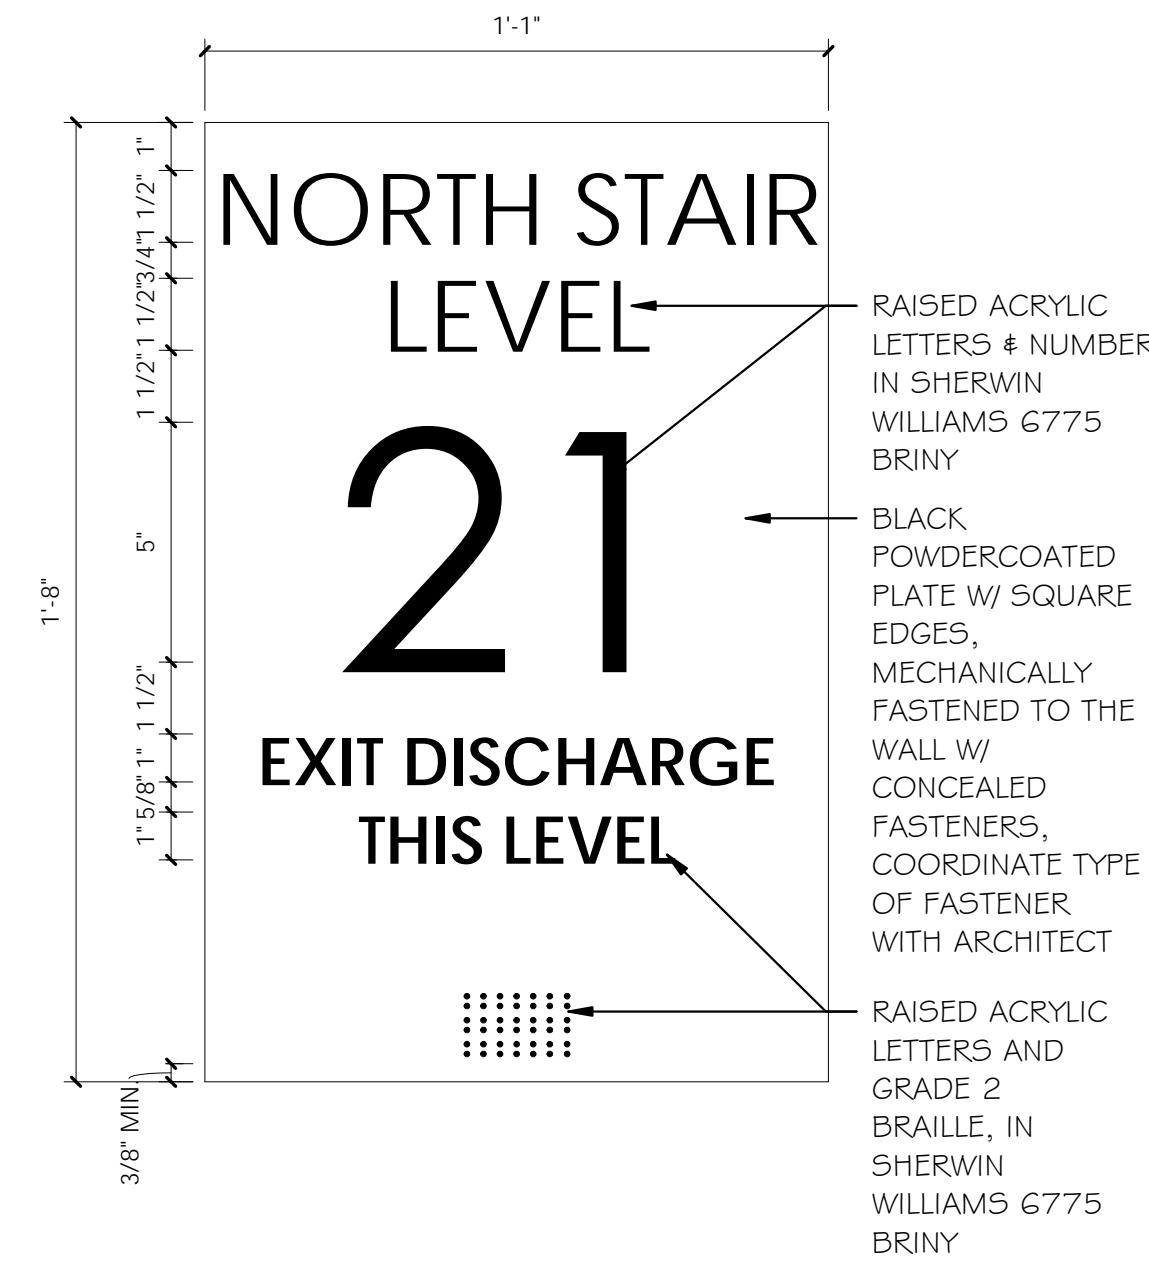 1'-1"
1"
1 1/2"
3/4"
1 1/2"
1 1/2"
5"
1 1/2"
1"
5/8"
1"
1'-8"
3/8" MIN.
NORTH STAIR
LEVEL
21
EXIT DISCHARGE
THIS LEVEL
RAISED ACRYLIC
LETTERS & NUMBER
IN SHERWIN
WILLIAMS 6775
BRINY
BLACK
POWDERCOATED
PLATE W/ SQUARE
EDGES,
MECHANICALLY
FASTENED TO THE
WALL W/
CONCEALED
FASTENERS,
COORDINATE TYPE
OF FASTENER
WITH ARCHITECT
RAISED ACRYLIC
LETTERS AND
GRADE 2
BRAILLE, IN
SHERWIN
WILLIAMS 6775
BRINY